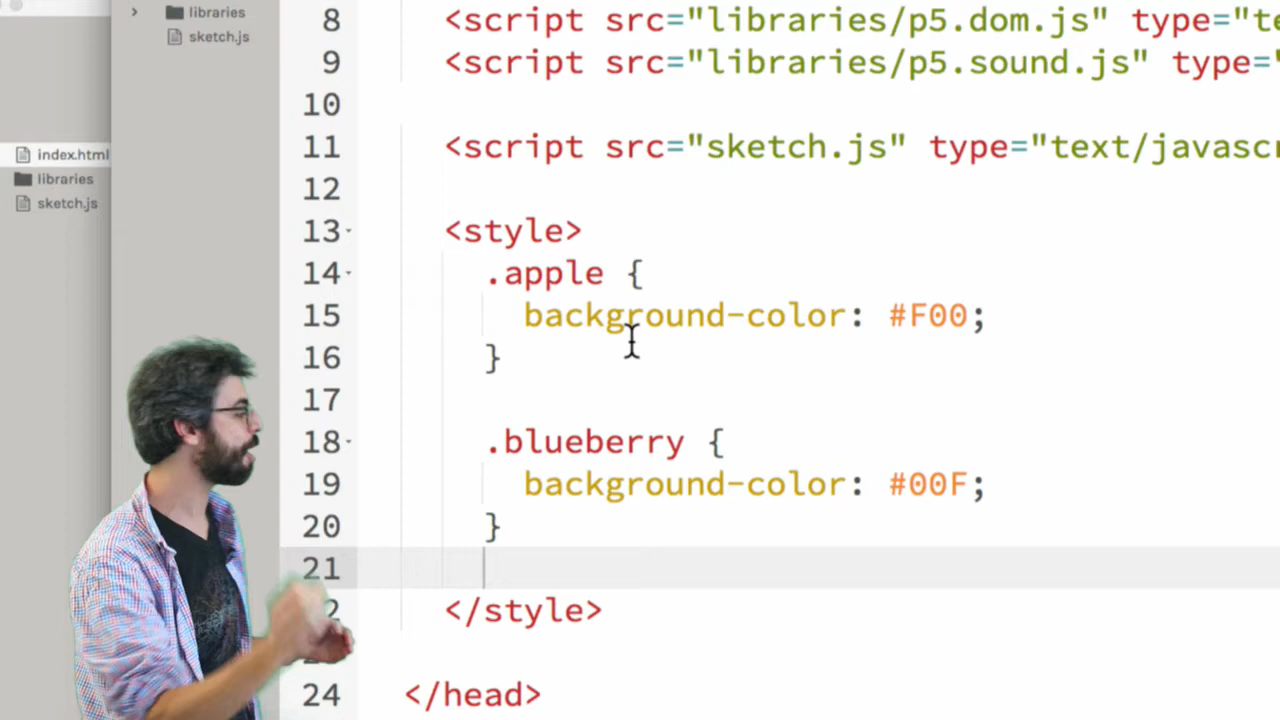 libraries
sketch.js
index.html
libraries
sketch.js
8 <script src="libraries/p5.dom.js" type="te
9 <script src="libraries/p5.sound.js" type="
10
11 <script src="sketch.js" type="text/javascr
12
13 <style>
14 .apple {
15 background-color: #F00;
16 }
17
18 .blueberry {
19 background-color: #00F;
20 }
21
2 </style>
24 </head>